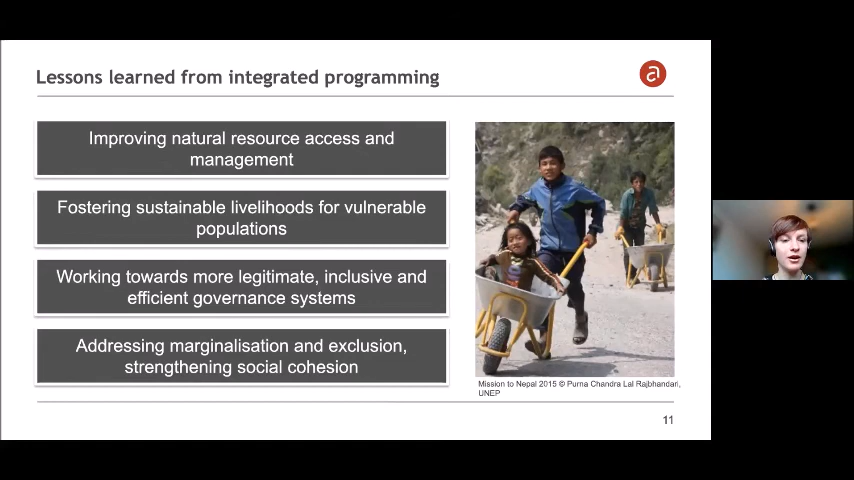 Lessons learned from integrated programming
a
Improving natural resource access and
management
Fostering sustainable livelihoods for vulnerable
populations
Working towards more legitimate, inclusive and
efficient governance systems
Addressing marginalisation and exclusion,
strengthening social cohesion
Mission to Nepal 2015 © Purna Chandra Lal Rajbhandari,
UNEP
11